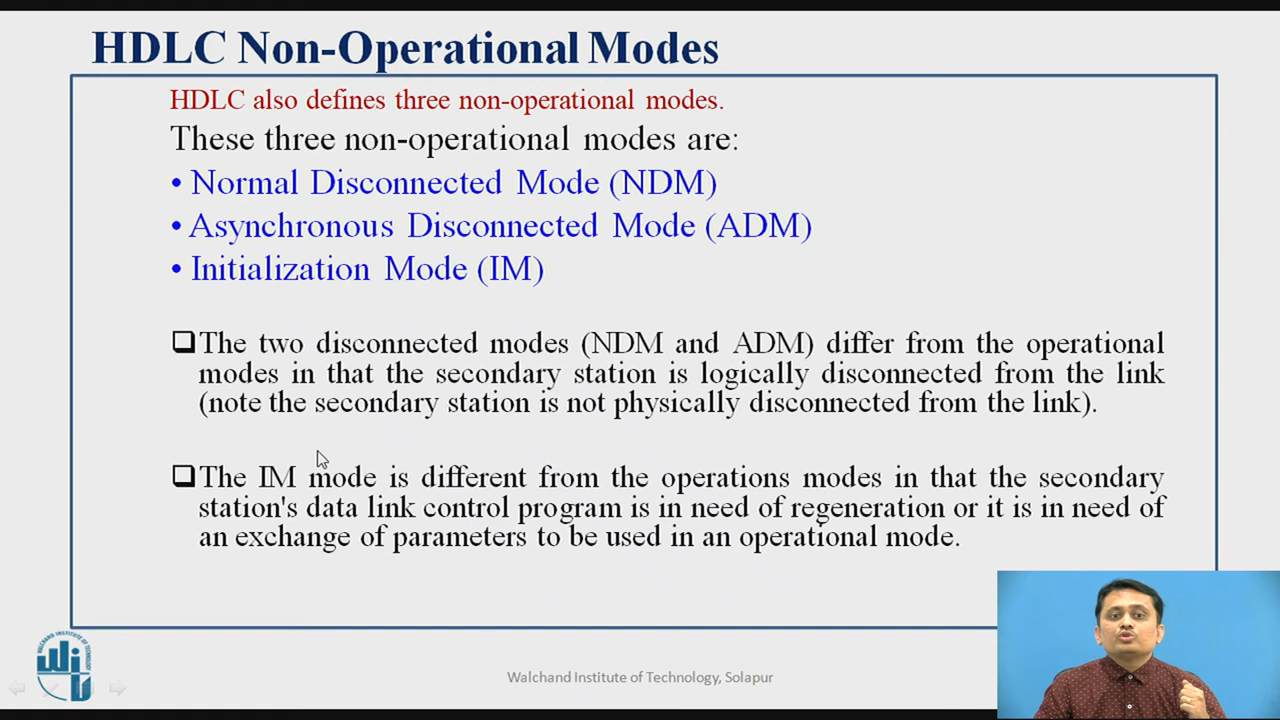 HDLC Non-Operational Modes
HDLC also defines three non-operational modes.
These three non-operational modes are:
• Normal Disconnected Mode (NDM)
• Asynchronous Disconnected Mode (ADM)
• Initialization Mode (IM)
❑ The two disconnected modes (NDM and ADM) differ from the operational
modes in that the secondary station is logically disconnected from the link
(note the secondary station is not physically disconnected from the link).
❑ The IM mode is different from the operations modes in that the secondary
station's data link control program is in need of regeneration or it is in need of
an exchange of parameters to be used in an operational mode.
WALCHAND INSTITUTE OF TECHNOLOGY
WIT
Walchand Institute of Technology, Solapur